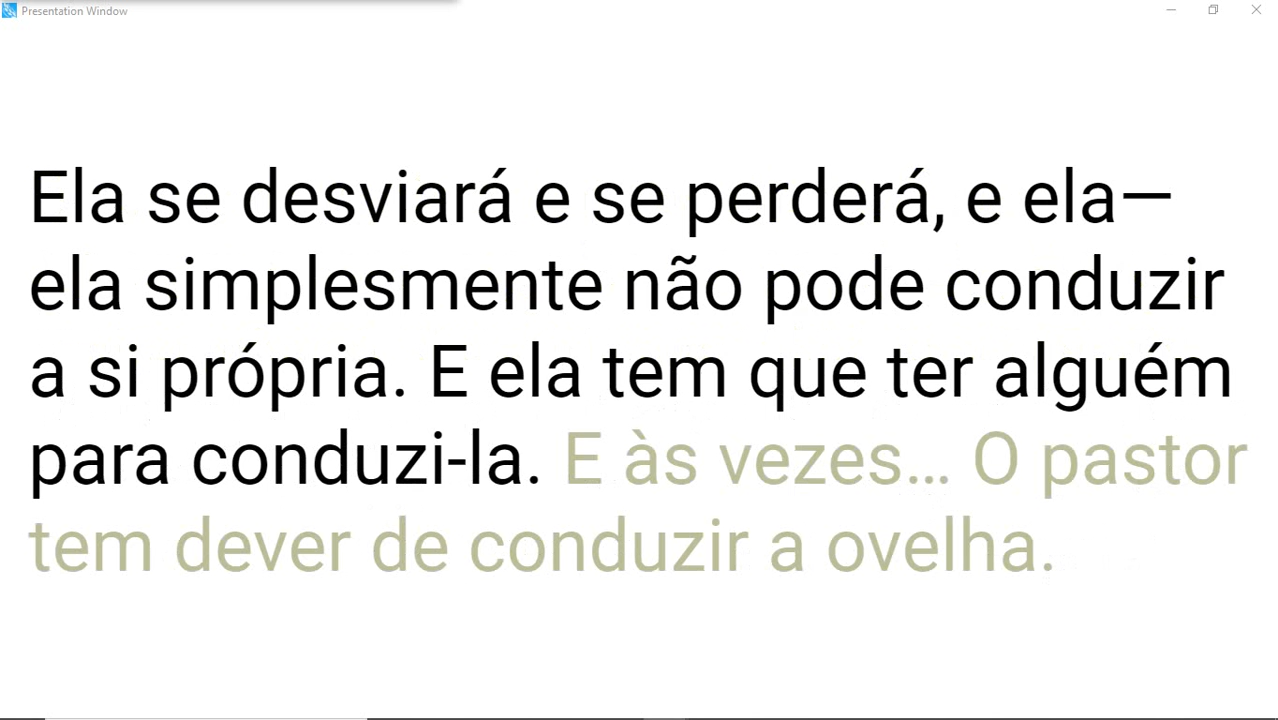 Presentation Window
Ela se desviará e se perderá, e ela—
ela simplesmente não pode conduzir
a si própria. E ela tem que ter alguém
para conduzi-la. E às vezes... O pastor
tem dever de conduzir a ovelha.